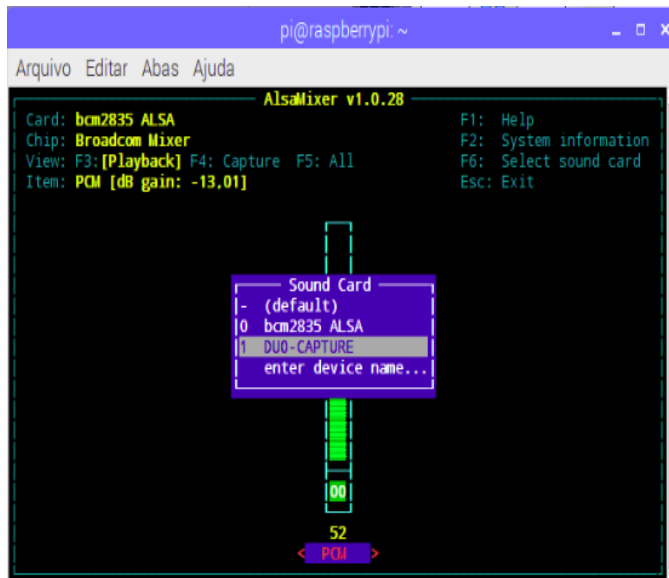 pi@raspberrypi: ~
Arquivo Editar Abas Ajuda
AlsaMixer v1.0.28
Card: bcm2835 ALSA F1: Help
Chip: Broadcom Mixer F2: System information
View: F3:[Playback] F4: Capture F5: All F6: Select sound card
Item: PCM [dB gain: -13.01] Esc: Exit
Sound Card
- (default)
0 bcm2835 ALSA
1 DUO-CAPTURE
enter device name...
00
52
< PCM >